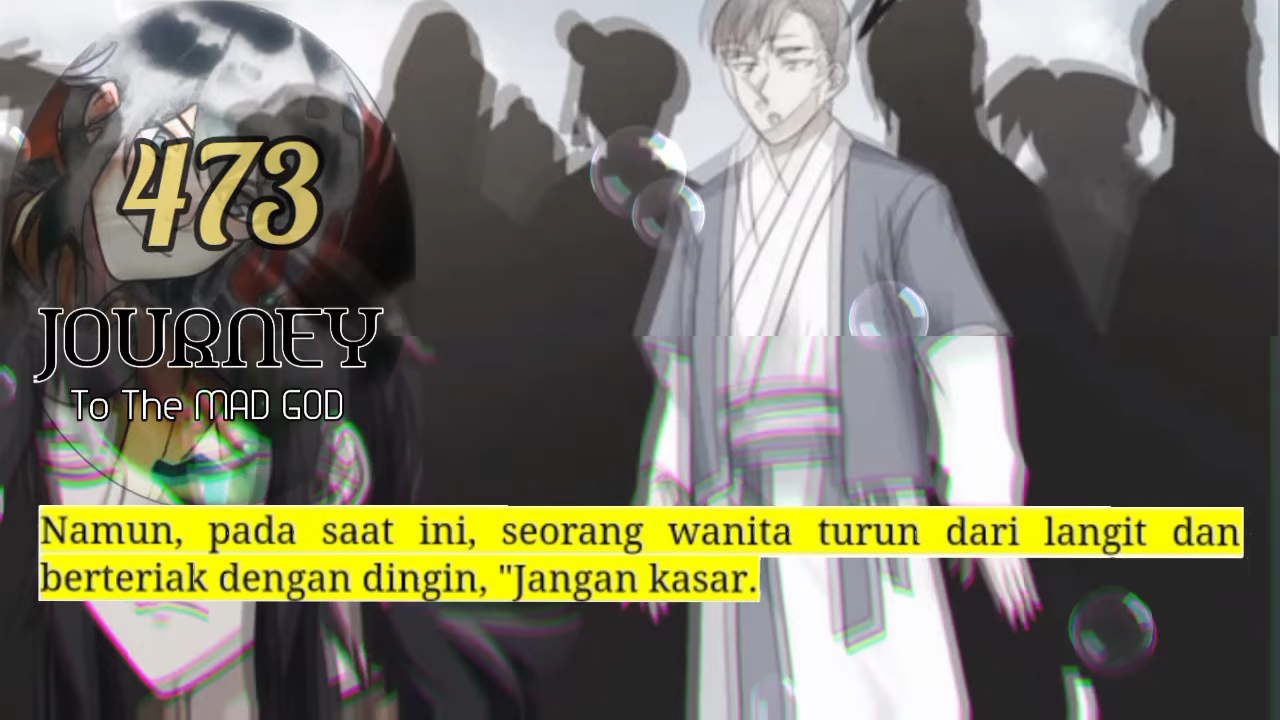 473
JOURNEY
To The MAD GOD
Namun, pada saat ini, seorang wanita turun dari langit dan
berteriak dengan dingin, "Jangan kasar.